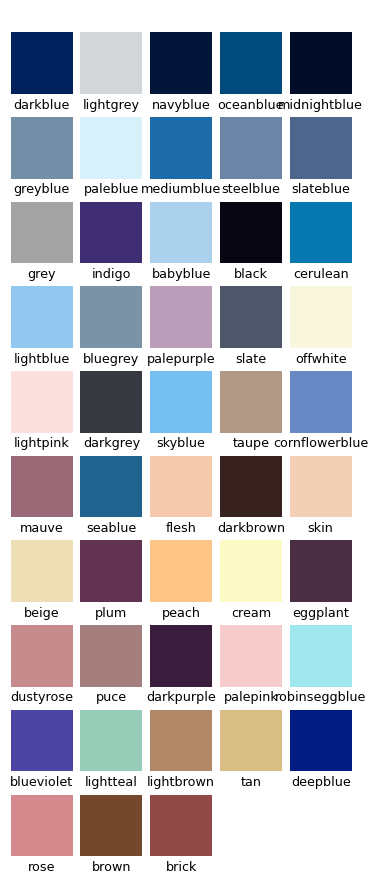 darkblue lightgrey navyblue oceanblue midnightblue
greyblue paleblue mediumblue steelblue slateblue
grey indigo babyblue black cerulean
lightblue bluegrey palepurple slate offwhite
lightpink darkgrey skyblue taupe cornflowerblue
mauve seablue flesh darkbrown skin
beige plum peach cream eggplant
dustyrose puce darkpurple palepink robinseggblue
blueviolet lightteal lightbrown tan deepblue
rose brown brick